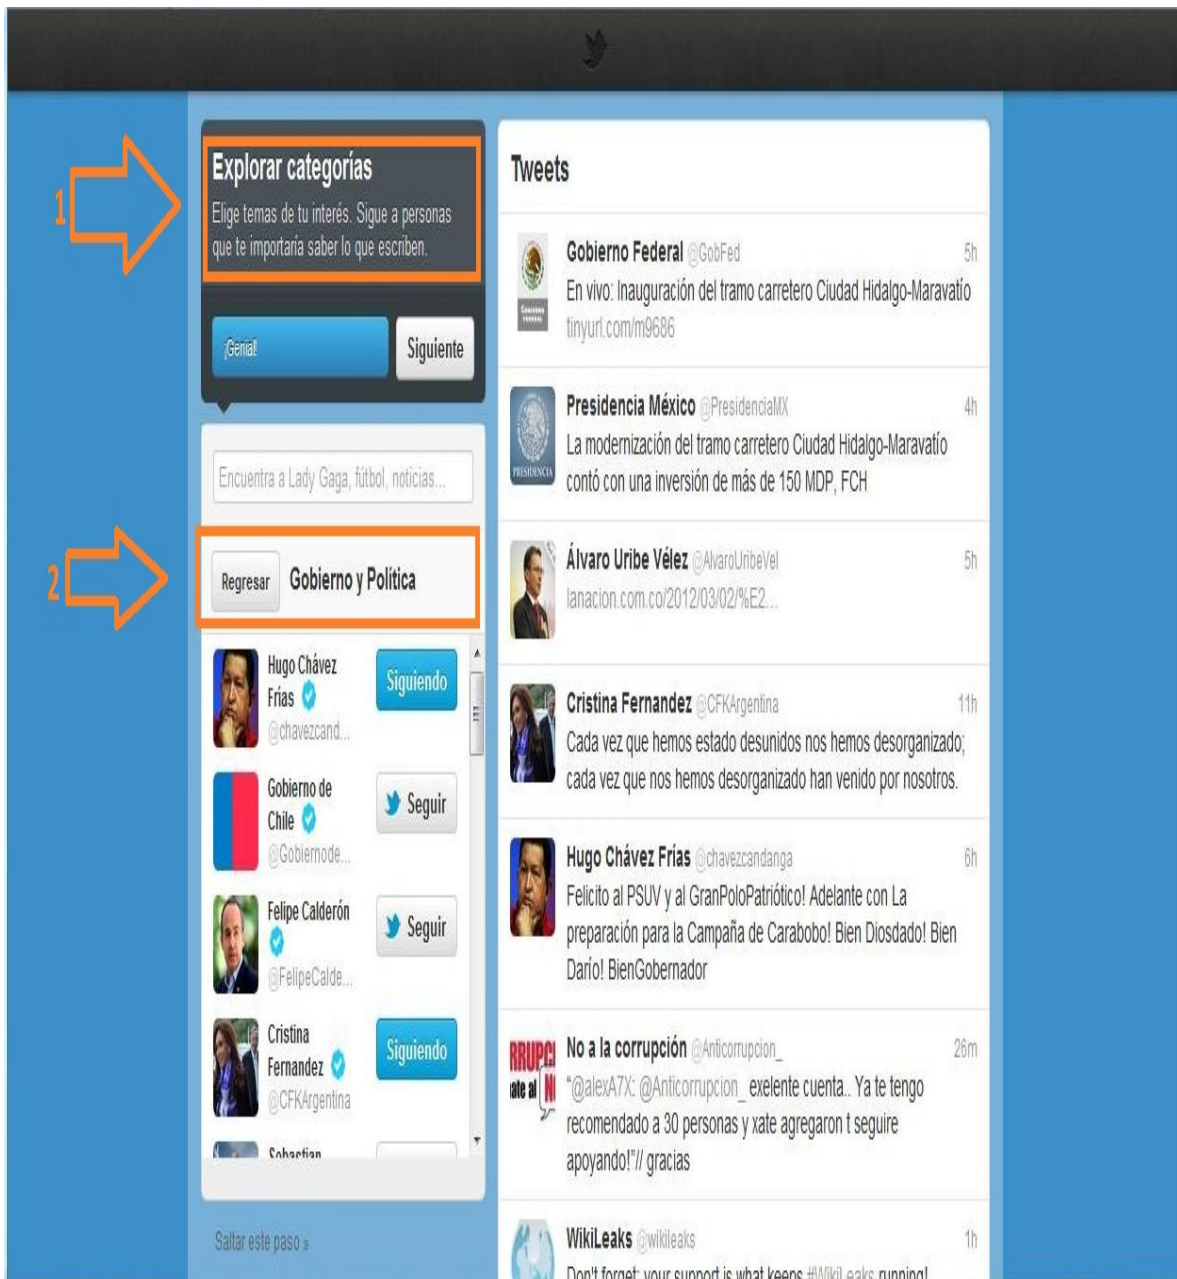 1
Explorar categorías
Elige temas de tu interés. Sigue a personas
que te importaría saber lo que escriben.
¡Genial!
Siguiente
Encuentra a Lady Gaga, fútbol, noticias...
2
Regresar Gobierno y Política
Hugo Chávez
Frías
@chavezcand...
Siguiendo
Gobierno de
Chile
@Gobiernode...
Seguir
Felipe Calderón
@FelipeCalde...
Seguir
Cristina
Fernandez
@CFKArgentina
Siguiendo
Sebastian
Saltar este paso »
Tweets
Gobierno Federal @GobFed 5h
En vivo: Inauguración del tramo carretero Ciudad Hidalgo-Maravatío
tinyurl.com/m9686
GOBIERNO
FEDERAL
Presidencia México @PresidenciaMX 4h
La modernización del tramo carretero Ciudad Hidalgo-Maravatío
contó con una inversión de más de 150 MDP, FCH
PRESIDENCIA
Álvaro Uribe Vélez @AlvaroUribeVel 5h
lanacion.com.co/2012/03/02/%E2...
Cristina Fernandez @CFKArgentina 11h
Cada vez que hemos estado desunidos nos hemos desorganizado;
cada vez que nos hemos desorganizado han venido por nosotros.
Hugo Chávez Frías @chavezcandanga 6h
Felicito al PSUV y al GranPoloPatriótico! Adelante con La
preparación para la Campaña de Carabobo! Bien Diosdado! Bien
Darío! BienGobernador
RRUPC
ate al N
No a la corrupción @Anticorrupcion_ 26m
"@alexA7X: @Anticorrupcion_ exelente cuenta.. Ya te tengo
recomendado a 30 personas y xate agregaron t seguire
apoyando!"// gracias
WikiLeaks @wikileaks 1h
Don't forget: your support is what keeps #WikiLeaks running!